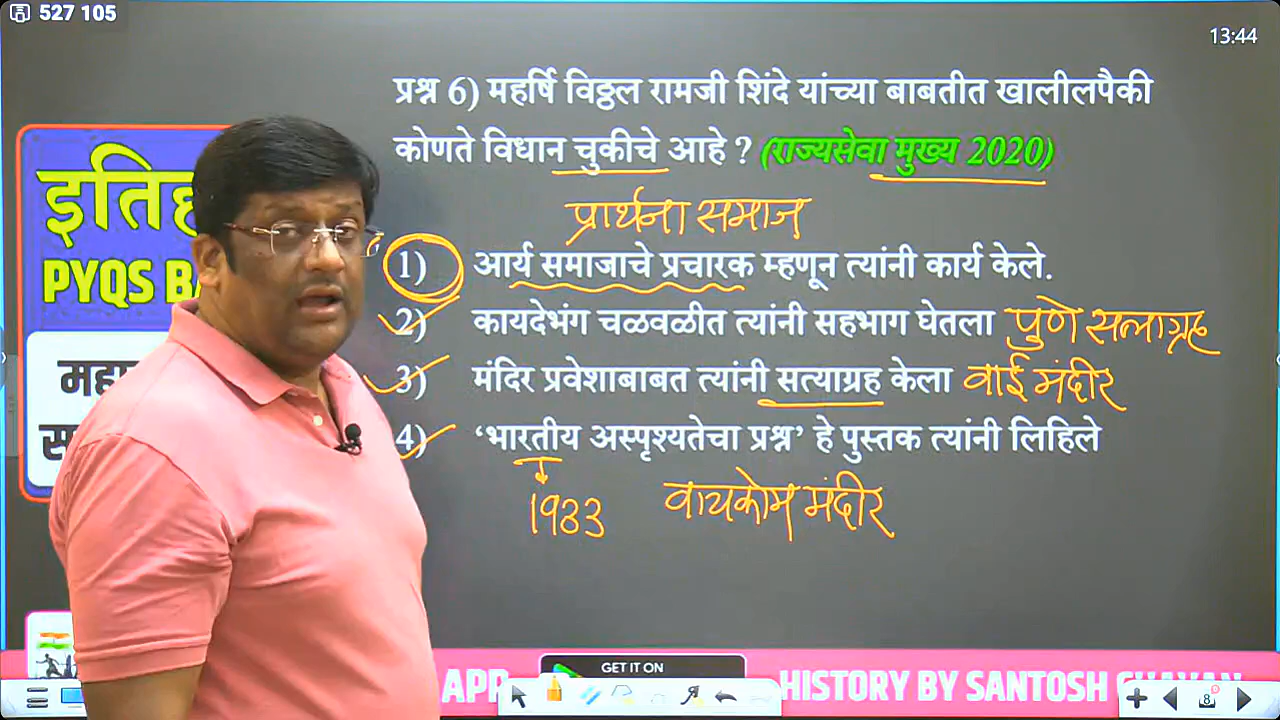 527 105
13:44
प्रश्न 6) महर्षि विठ्ठल रामजी शिंदे यांच्या बाबतीत खालीलपैकी
कोणते विधान चुकीचे आहे ? (राज्यसेवा मुख्य 2020)
प्रार्थना समाज
1) आर्य समाजाचे प्रचारक म्हणून त्यांनी कार्य केले.
2) कायदेभंग चळवळीत त्यांनी सहभाग घेतला पुणे सत्याग्रह
3) मंदिर प्रवेशाबाबत त्यांनी सत्याग्रह केला वाई मंदीर
4) ‘भारतीय अस्पृश्यतेचा प्रश्न’ हे पुस्तक त्यांनी लिहिले
1933 वायकोम मंदीर
PYQS
APP
GET IT ON
HISTORY BY SANTOSH
8